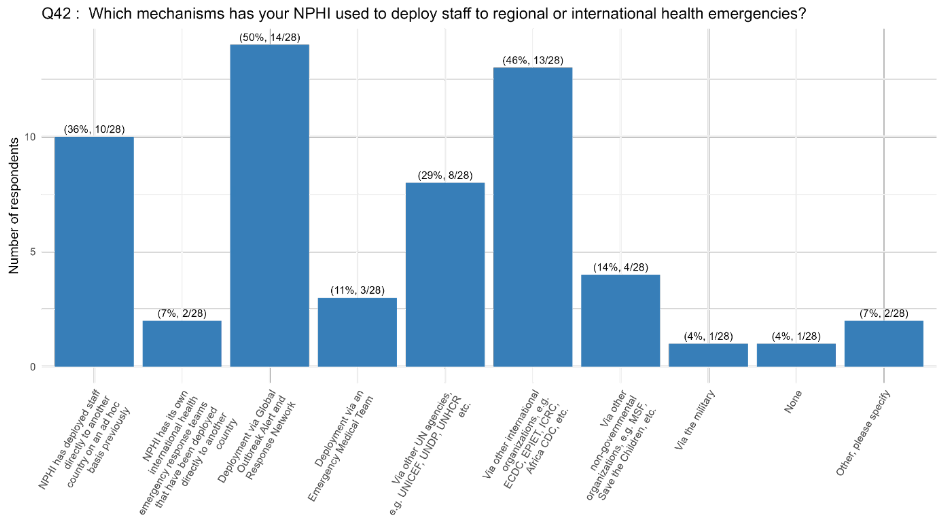 Q42 : Which mechanisms has your NPHI used to deploy staff to regional or international health emergencies?
Number of respondents
10
5
0
(36%, 10/28)
(7%, 2/28)
(50%, 14/28)
(11%, 3/28)
(29%, 8/28)
(46%, 13/28)
(14%, 4/28)
(4%, 1/28)
(4%, 1/28)
(7%, 2/28)
NPHI has deployed staff
directly to another
country on an ad hoc
basis previously
NPHI has its own
international health
emergency response teams
that have been deployed
directly to another
country
Deployment via Global
Outbreak Alert and
Response Network
Deployment via an
Emergency Medical Team
Via other UN agencies,
e.g. UNICEF, UNDP, UNHCR
etc.
Via other international
organizations, e.g.
ECDC, EPIET, ICRC,
Africa CDC, etc.
Via other
non-governmental
organizations, e.g. MSF,
Save the Children, etc.
Via the military
None
Other, please specify